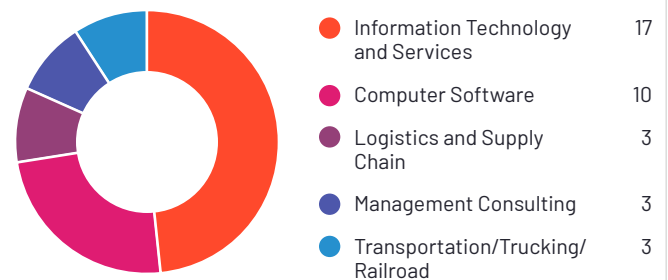 Information Technology 17
and Services
Computer Software 10
Logistics and Supply 3
Chain
Management Consulting 3
Transportation/Trucking/ 3
Railroad